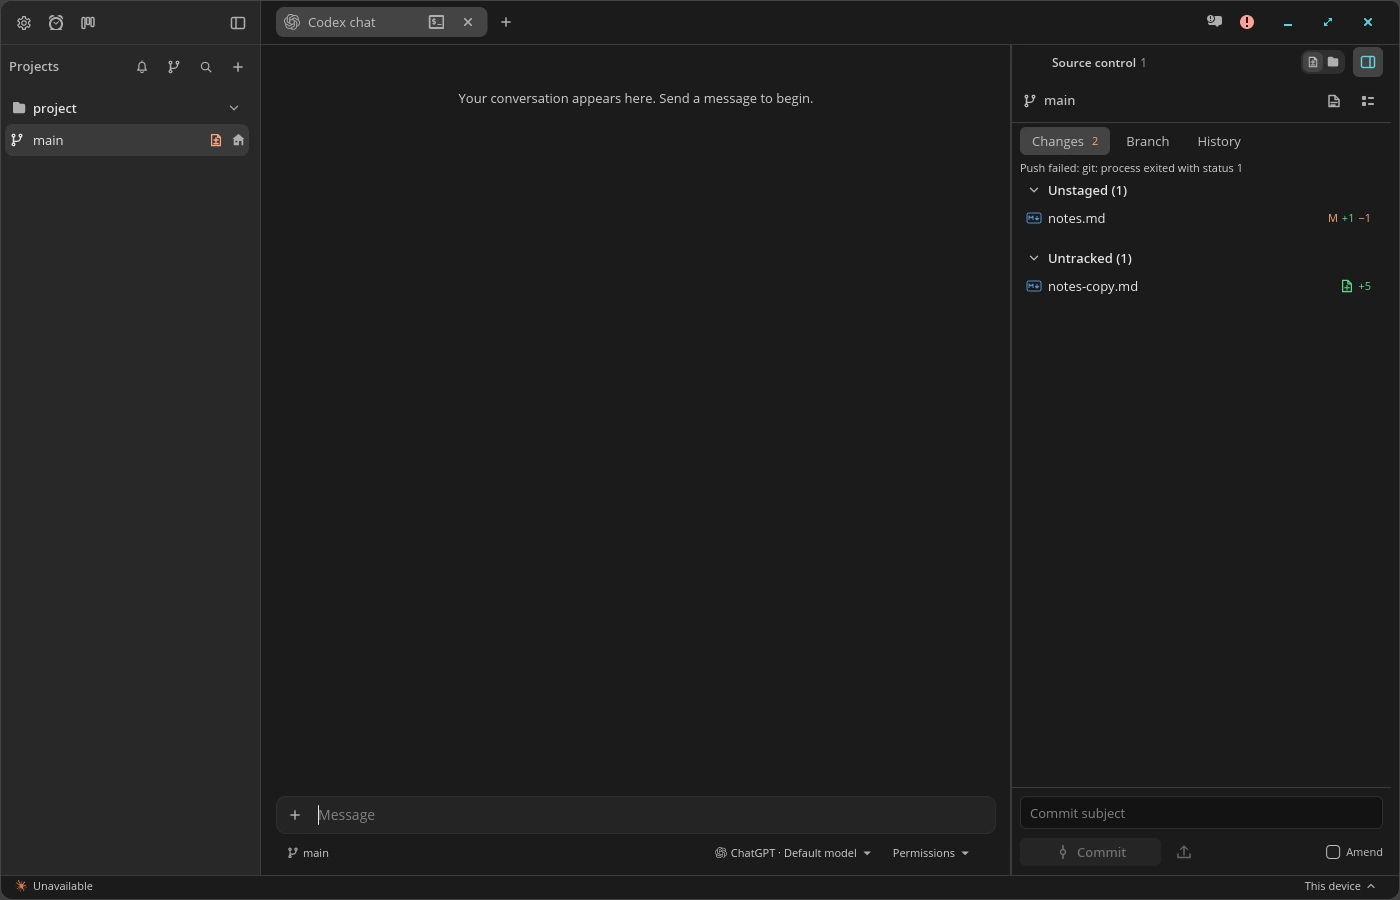 Codex chat
Projects
project
main
Your conversation appears here. Send a message to begin.
Message
main
ChatGPT · Default model
Permissions
Source control 1
main
Changes 2
Branch
History
Push failed: git: process exited with status 1
Unstaged (1)
notes.md
M +1 −1
Untracked (1)
notes-copy.md
+5
Commit subject
Commit
Amend
Unavailable
This device